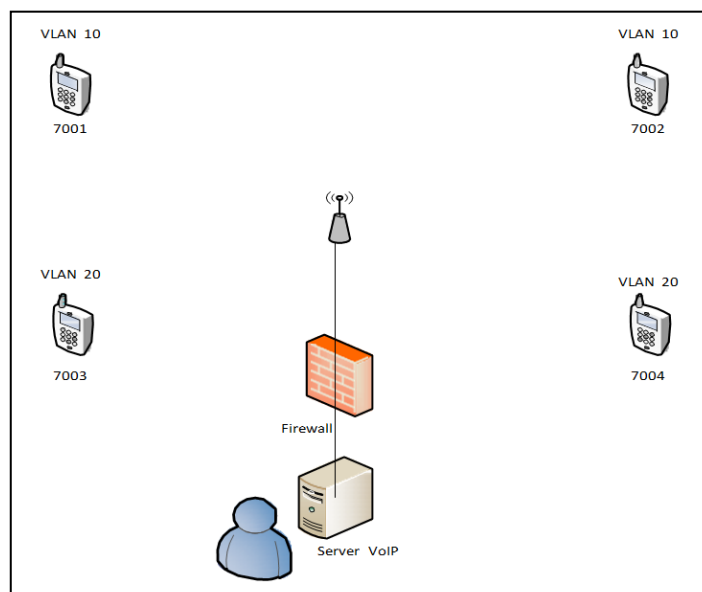 VLAN 10
VLAN 10
7001
7002
VLAN 20
VLAN 20
7003
7004
Firewall
Server VoIP